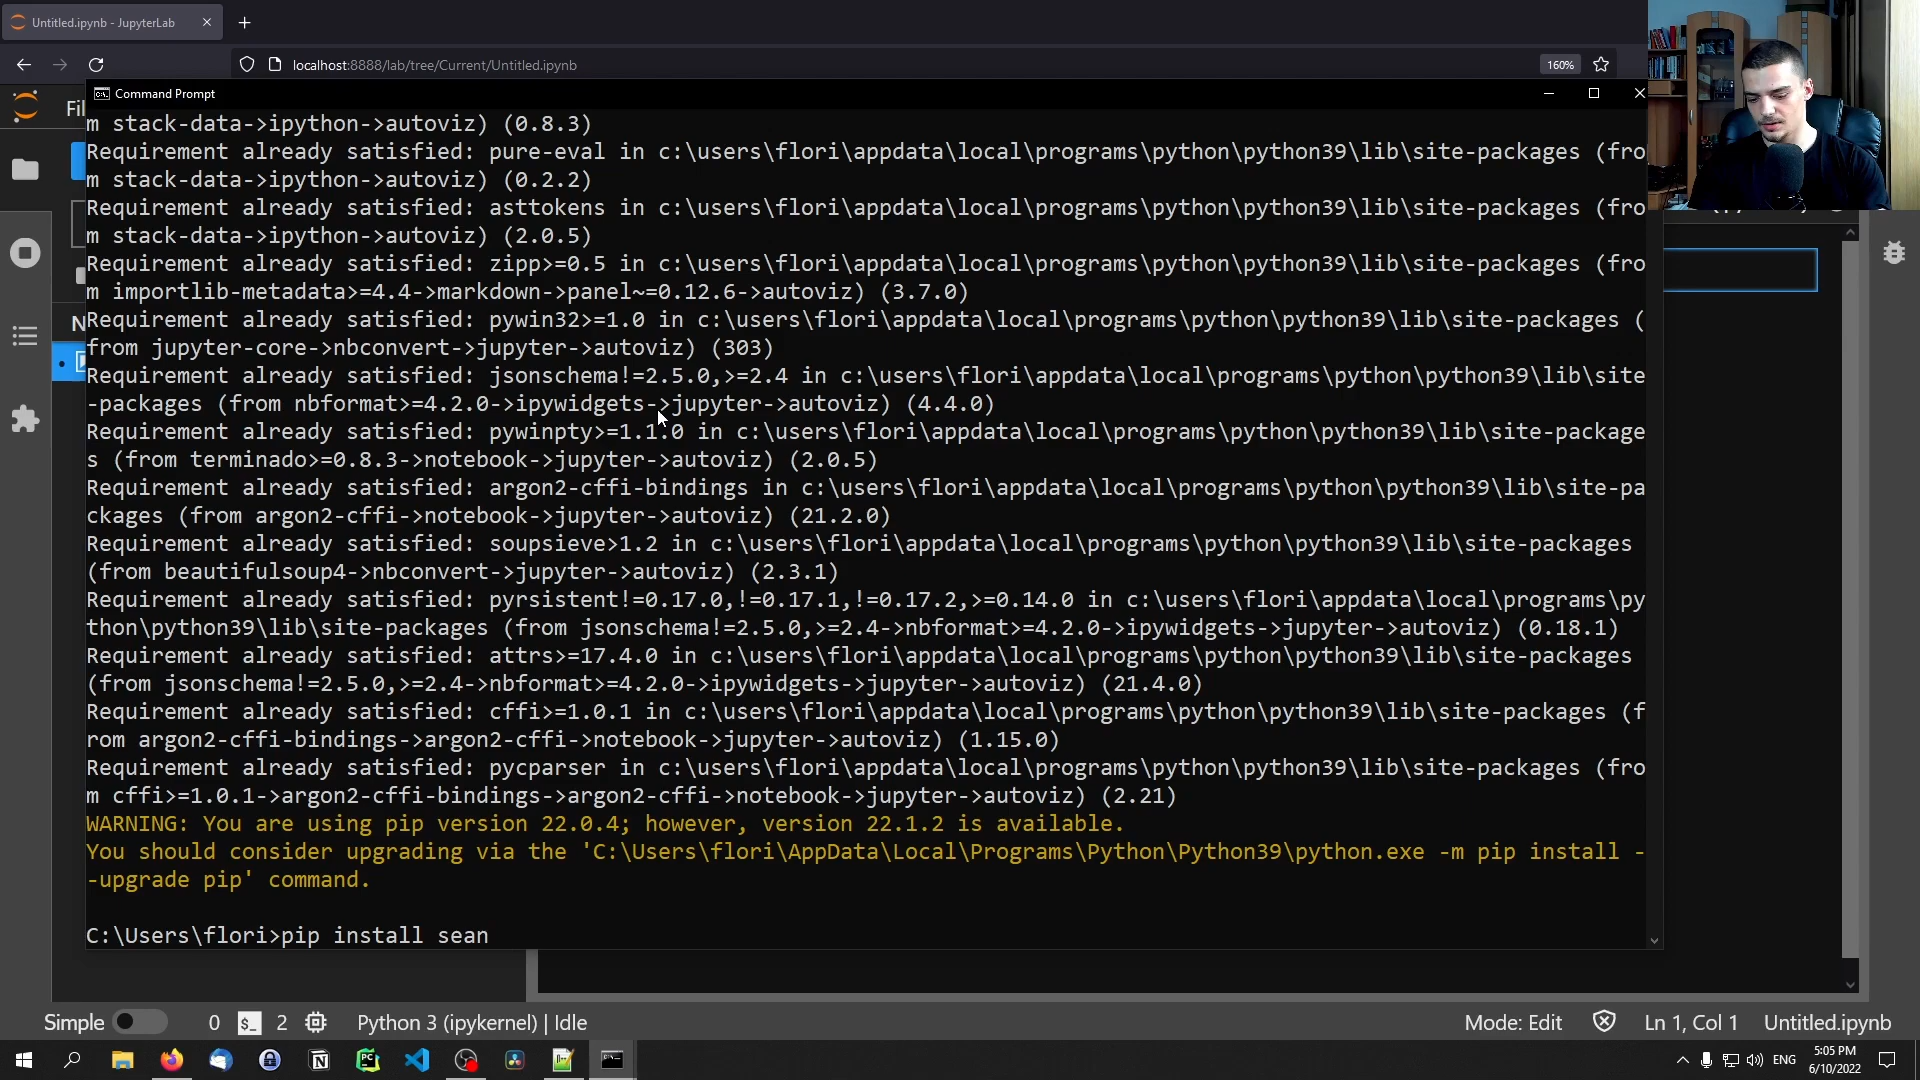 Untitled.ipynb - JupyterLab
localhost:8888/lab/tree/Current/Untitled.ipynb
160%
Command Prompt
Fil
m stack-data->ipython->autoviz) (0.8.3)
Requirement already satisfied: pure-eval in c:\users\flori\appdata\local\programs\python\python39\lib\site-packages (fro
m stack-data->ipython->autoviz) (0.2.2)
Requirement already satisfied: asttokens in c:\users\flori\appdata\local\programs\python\python39\lib\site-packages (fro
m stack-data->ipython->autoviz) (2.0.5)
Requirement already satisfied: zipp>=0.5 in c:\users\flori\appdata\local\programs\python\python39\lib\site-packages (fro
m importlib-metadata>=4.4->markdown->panel~=0.12.6->autoviz) (3.7.0)
Requirement already satisfied: pywin32>=1.0 in c:\users\flori\appdata\local\programs\python\python39\lib\site-packages (
N
from jupyter-core->nbconvert->jupyter->autoviz) (303)
Requirement already satisfied: jsonschema!=2.5.0,>=2.4 in c:\users\flori\appdata\local\programs\python\python39\lib\site
-packages (from nbformat>=4.2.0->ipywidgets->jupyter->autoviz) (4.4.0)
Requirement already satisfied: pywinpty>=1.1.0 in c:\users\flori\appdata\local\programs\python\python39\lib\site-package
s (from terminado>=0.8.3->notebook->jupyter->autoviz) (2.0.5)
Requirement already satisfied: argon2-cffi-bindings in c:\users\flori\appdata\local\programs\python\python39\lib\site-pa
ckages (from argon2-cffi->notebook->jupyter->autoviz) (21.2.0)
Requirement already satisfied: soupsieve>1.2 in c:\users\flori\appdata\local\programs\python\python39\lib\site-packages
(from beautifulsoup4->nbconvert->jupyter->autoviz) (2.3.1)
Requirement already satisfied: pyrsistent!=0.17.0,!=0.17.1,!=0.17.2,>=0.14.0 in c:\users\flori\appdata\local\programs\py
thon\python39\lib\site-packages (from jsonschema!=2.5.0,>=2.4->nbformat>=4.2.0->ipywidgets->jupyter->autoviz) (0.18.1)
Requirement already satisfied: attrs>=17.4.0 in c:\users\flori\appdata\local\programs\python\python39\lib\site-packages
(from jsonschema!=2.5.0,>=2.4->nbformat>=4.2.0->ipywidgets->jupyter->autoviz) (21.4.0)
Requirement already satisfied: cffi>=1.0.1 in c:\users\flori\appdata\local\programs\python\python39\lib\site-packages (f
rom argon2-cffi-bindings->argon2-cffi->notebook->jupyter->autoviz) (1.15.0)
Requirement already satisfied: pycparser in c:\users\flori\appdata\local\programs\python\python39\lib\site-packages (fro
m cffi>=1.0.1->argon2-cffi-bindings->argon2-cffi->notebook->jupyter->autoviz) (2.21)
WARNING: You are using pip version 22.0.4; however, version 22.1.2 is available.
You should consider upgrading via the 'C:\Users\flori\AppData\Local\Programs\Python\Python39\python.exe -m pip install -
-upgrade pip' command.
C:\Users\flori>pip install sean
Simple 0 $_ 2 Python 3 (ipykernel) | Idle Mode: Edit Ln 1, Col 1 Untitled.ipynb
ENG
5:05 PM
6/10/2022